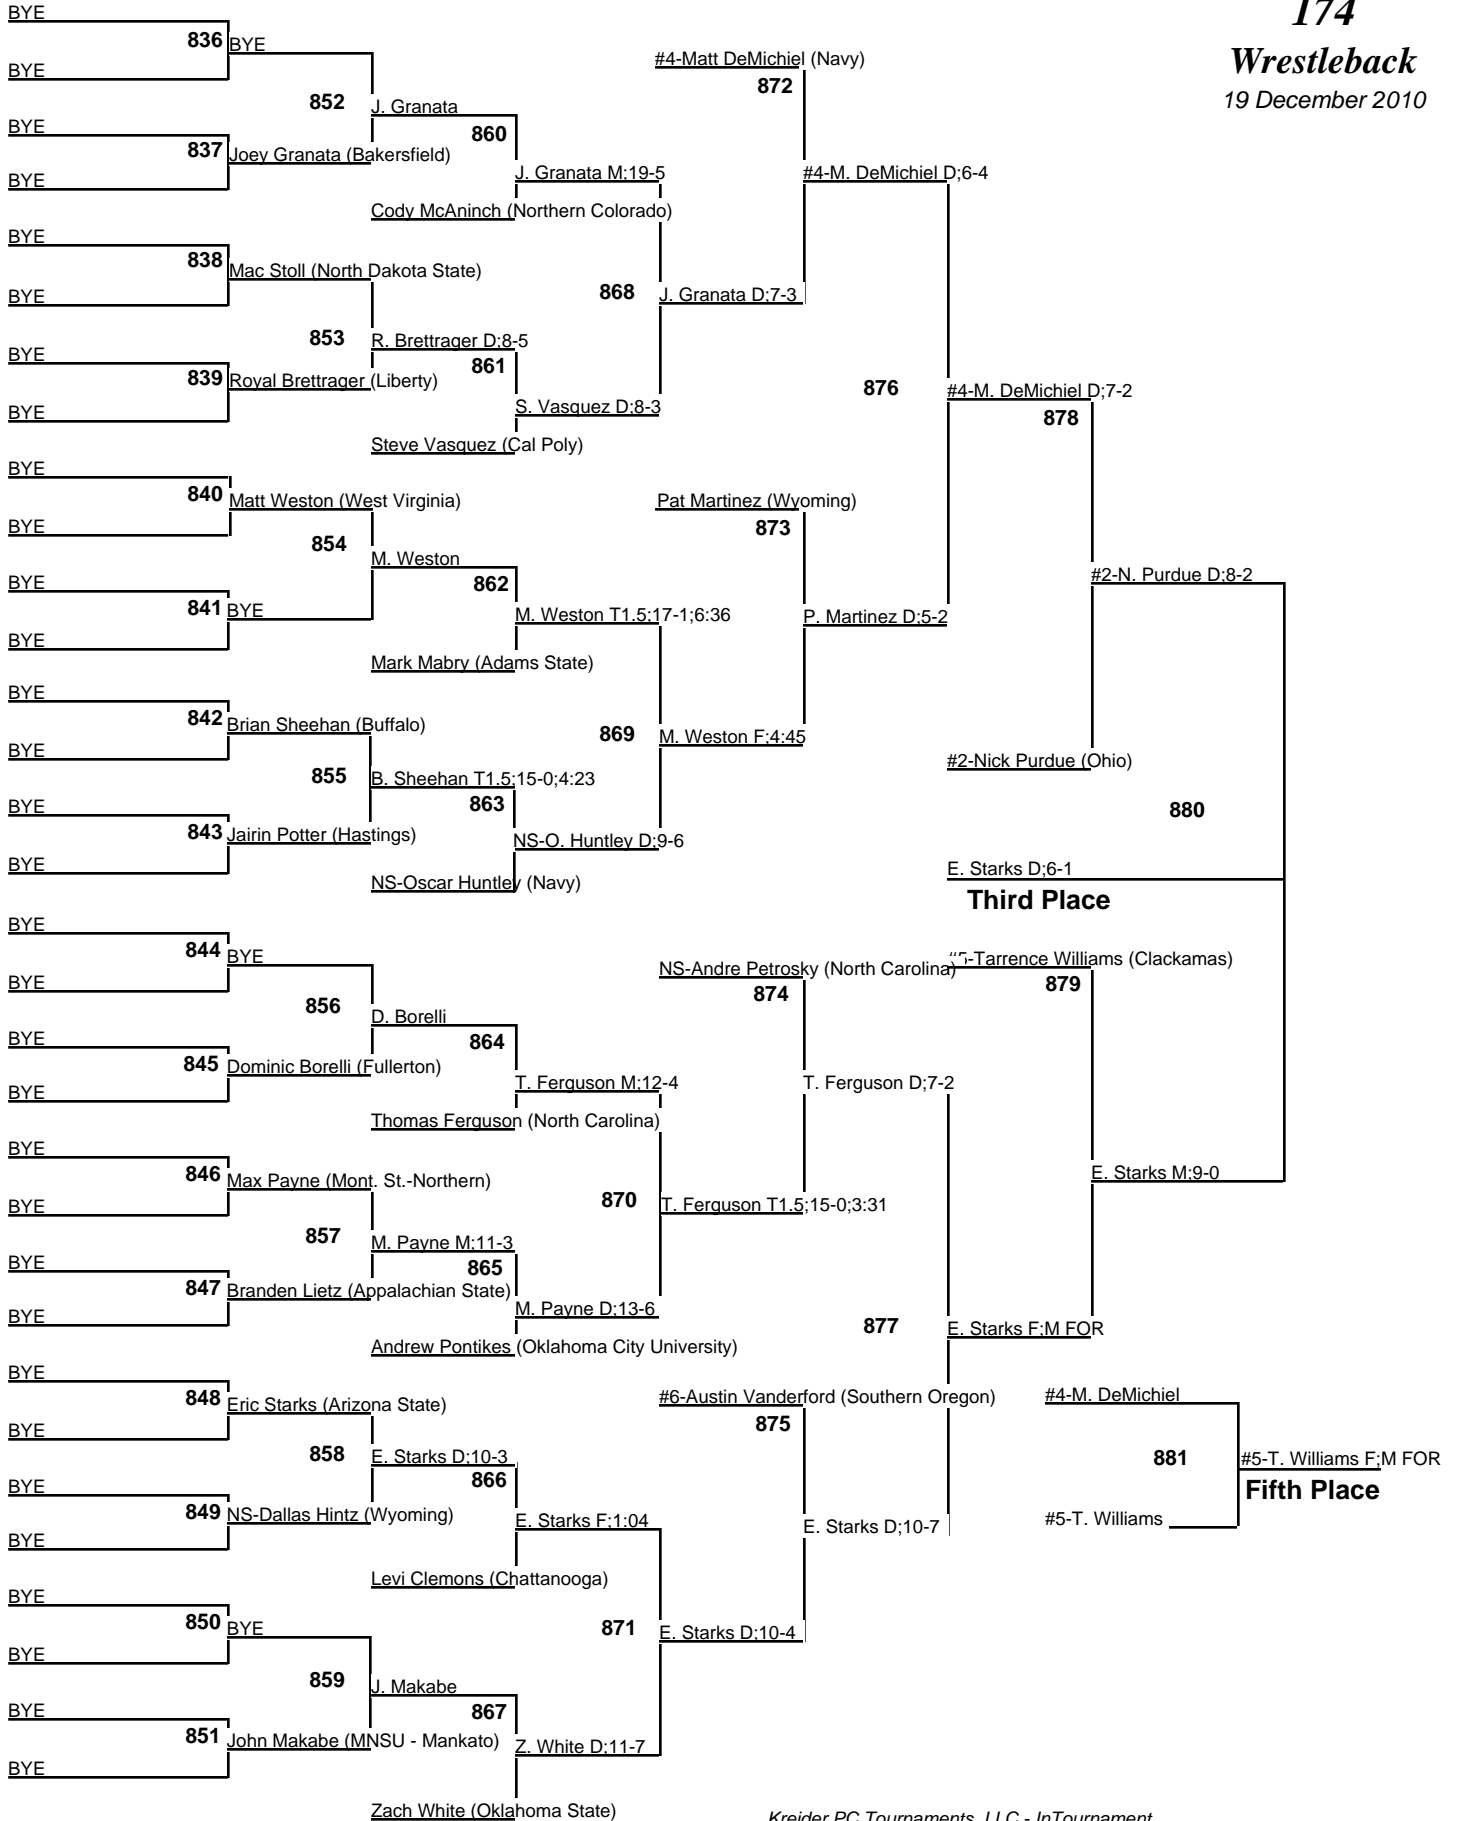 BYE
174
836 BYE
#4-Matt DeMichiel (Navy)
Wrestleback
BYE
872
19 December 2010
852 J. Granata
BYE
860
837 Joey Granata (Bakersfield)
J. Granata M;19-5
#4-M. DeMichiel D;6-4
BYE
Cody McAninch (Northern Colorado)
BYE
838 Mac Stoll (North Dakota State)
868 J. Granata D;7-3
BYE
853 R. Brettrager D;8-5
BYE
861
839 Royal Brettrager (Liberty)
876 #4-M. DeMichiel D;7-2
S. Vasquez D;8-3
BYE
878
Steve Vasquez (Cal Poly)
BYE
840 Matt Weston (West Virginia)
Pat Martinez (Wyoming)
BYE
873
854 M. Weston
#2-N. Purdue D;8-2
BYE
862
841 BYE
M. Weston T1.5;17-1;6:36
P. Martinez D;5-2
BYE
Mark Mabry (Adams State)
BYE
842 Brian Sheehan (Buffalo)
869 M. Weston F;4:45
BYE
#2-Nick Purdue (Ohio)
855 B. Sheehan T1.5;15-0;4:23
BYE
863
880
843 Jairin Potter (Hastings)
NS-O. Huntley D;9-6
BYE
E. Starks D;6-1
NS-Oscar Huntley (Navy)
Third Place
BYE
844 BYE
NS-Andre Petrosky (North Carolina)
#5-Tarrence Williams (Clackamas)
BYE
874
879
856 D. Borelli
BYE
864
845 Dominic Borelli (Fullerton)
T. Ferguson M;12-4
T. Ferguson D;7-2
BYE
Thomas Ferguson (North Carolina)
BYE
846 Max Payne (Mont. St.-Northern)
E. Starks M;9-0
BYE
870 T. Ferguson T1.5;15-0;3:31
857 M. Payne M;11-3
BYE
865
847 Branden Lietz (Appalachian State)
M. Payne D;13-6
BYE
877 E. Starks F;M FOR
Andrew Pontikes (Oklahoma City University)
BYE
848 Eric Starks (Arizona State)
#6-Austin Vanderford (Southern Oregon)
#4-M. DeMichiel
BYE
875
858 E. Starks D;10-3
881 #5-T. Williams F;M FOR
BYE
866
Fifth Place
849 NS-Dallas Hintz (Wyoming)
E. Starks F;1:04
E. Starks D;10-7
#5-T. Williams
BYE
Levi Clemons (Chattanooga)
BYE
850 BYE
871 E. Starks D;10-4
BYE
859 J. Makabe
BYE
867
851 John Makabe (MNSU - Mankato)
Z. White D;11-7
BYE
Zach White (Oklahoma State)
Kreider PC Tournaments, LLC - InTournament